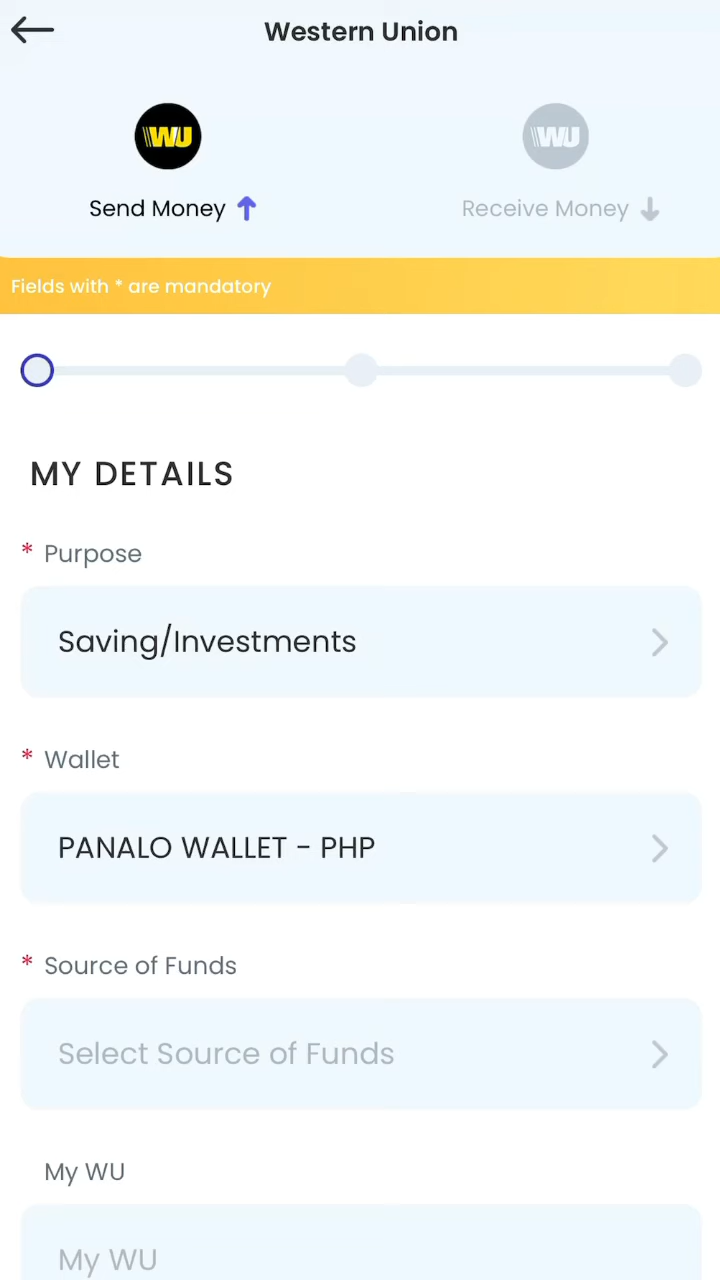 Western Union
WU WU
Send Money Receive Money
Fields with * are mandatory
MY DETAILS
* Purpose
Saving/Investments
* Wallet
PANALO WALLET - PHP
* Source of Funds
Select Source of Funds
My WU
My WU